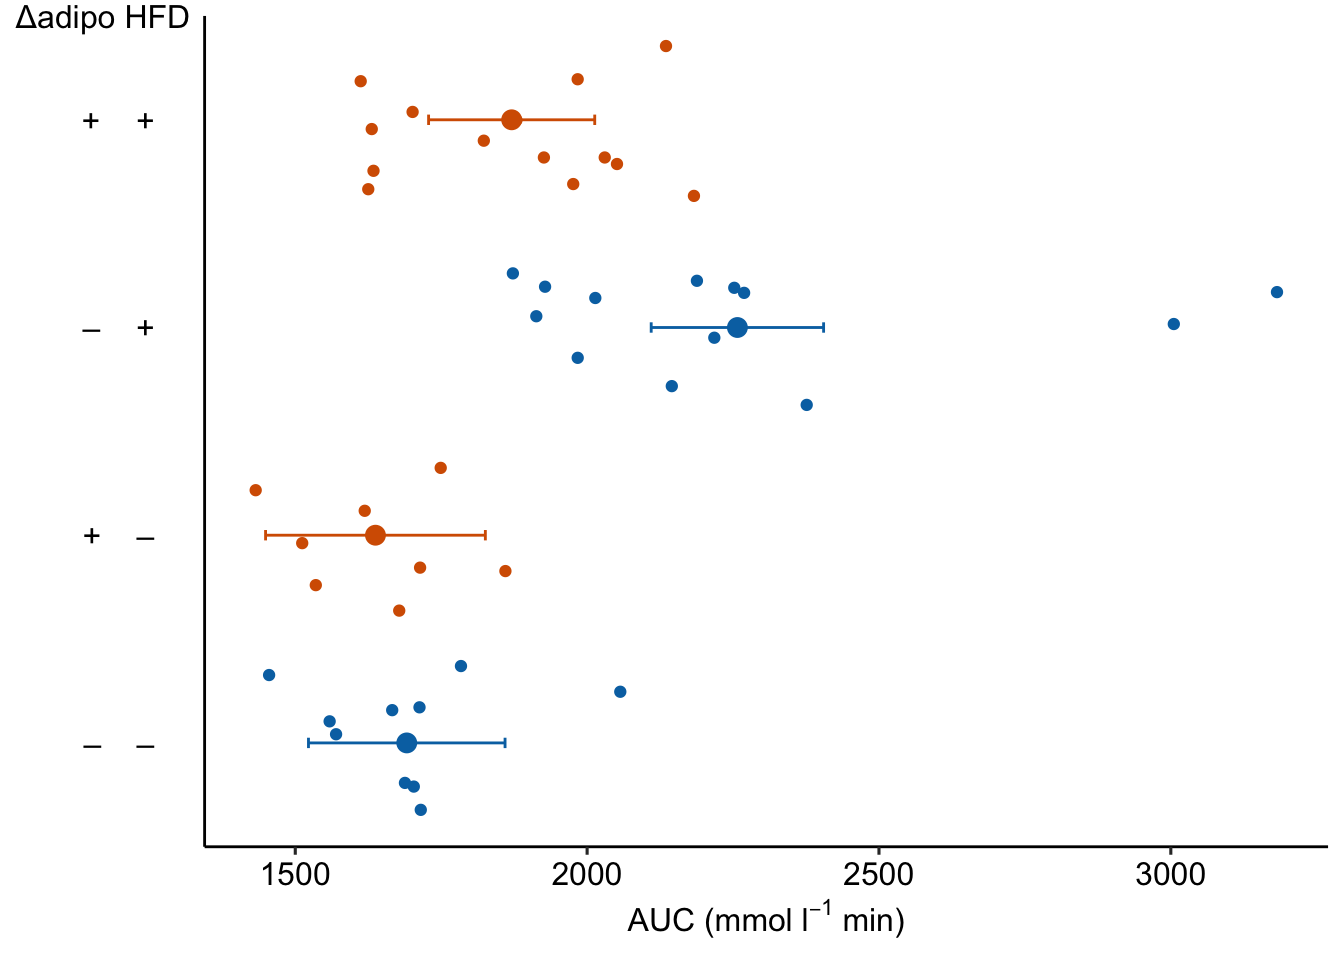 Δadipo HFD
+ +
– +
+ –
– –
1500 2000 2500 3000
AUC (mmol l⁻¹ min)